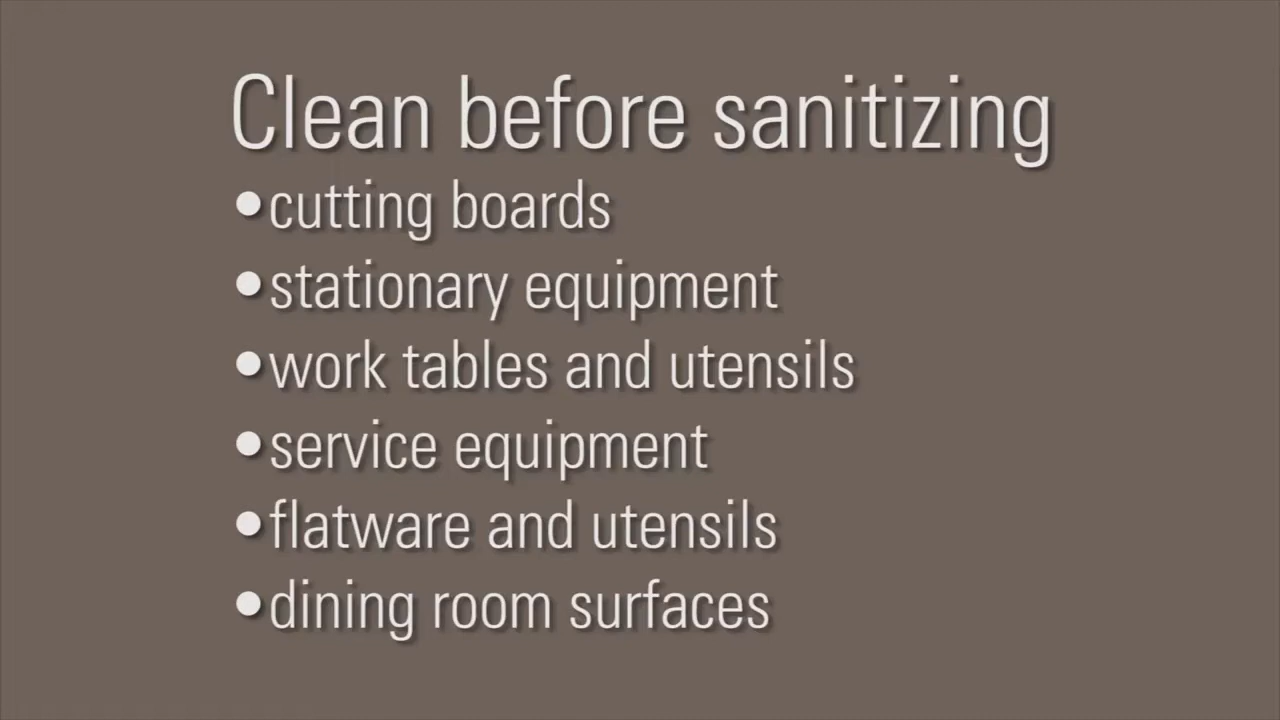 Clean before sanitizing
•cutting boards
•stationary equipment
•work tables and utensils
•service equipment
•flatware and utensils
•dining room surfaces